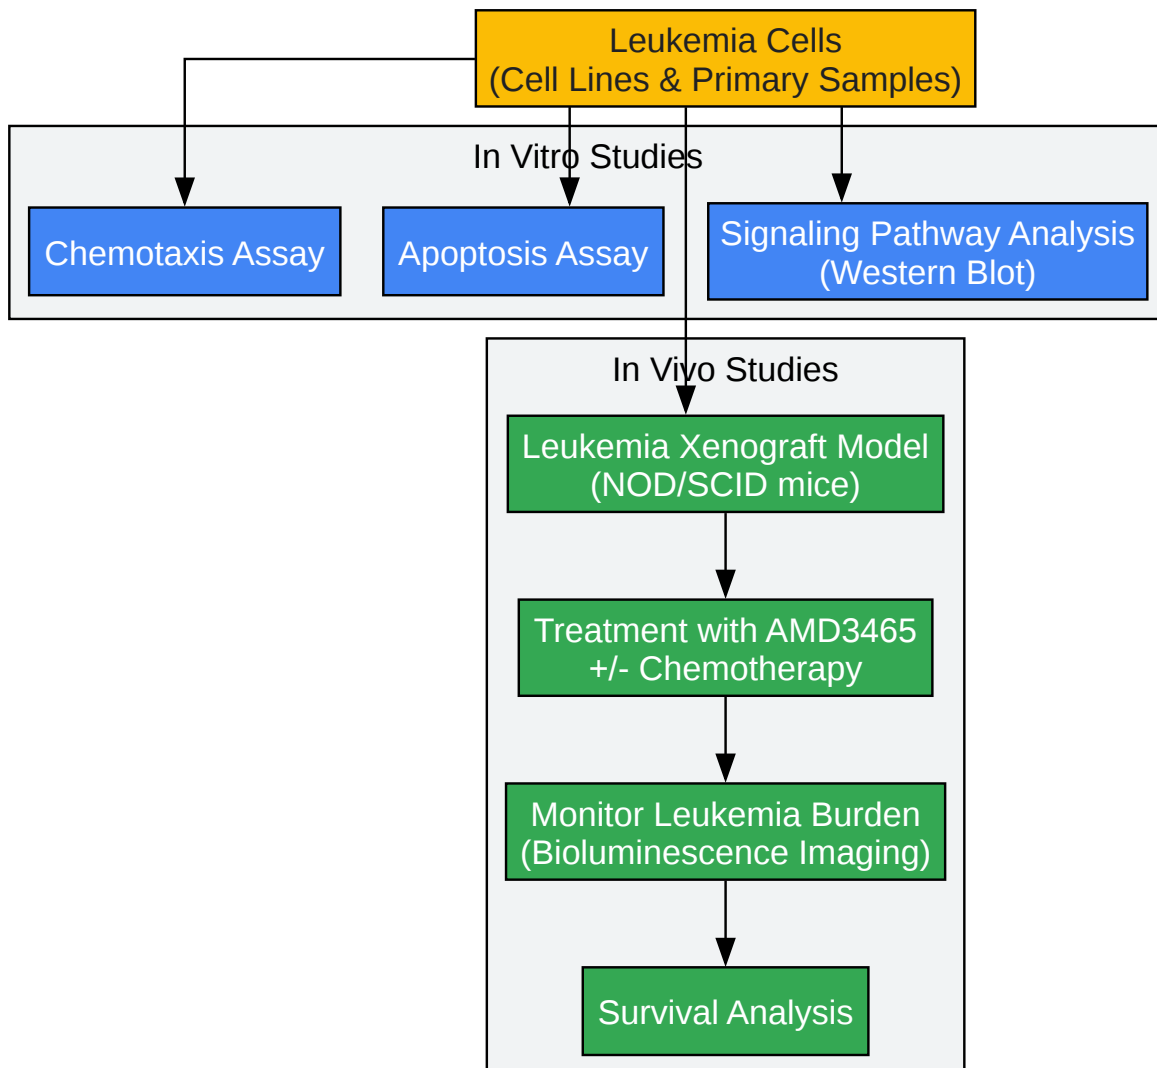 Leukemia Cells
(Cell Lines & Primary Samples)
In Vitro Studies
Chemotaxis Assay
Apoptosis Assay
Signaling Pathway Analysis
(Western Blot)
In Vivo Studies
Leukemia Xenograft Model
(NOD/SCID mice)
Treatment with AMD3465
+/- Chemotherapy
Monitor Leukemia Burden
(Bioluminescence Imaging)
Survival Analysis